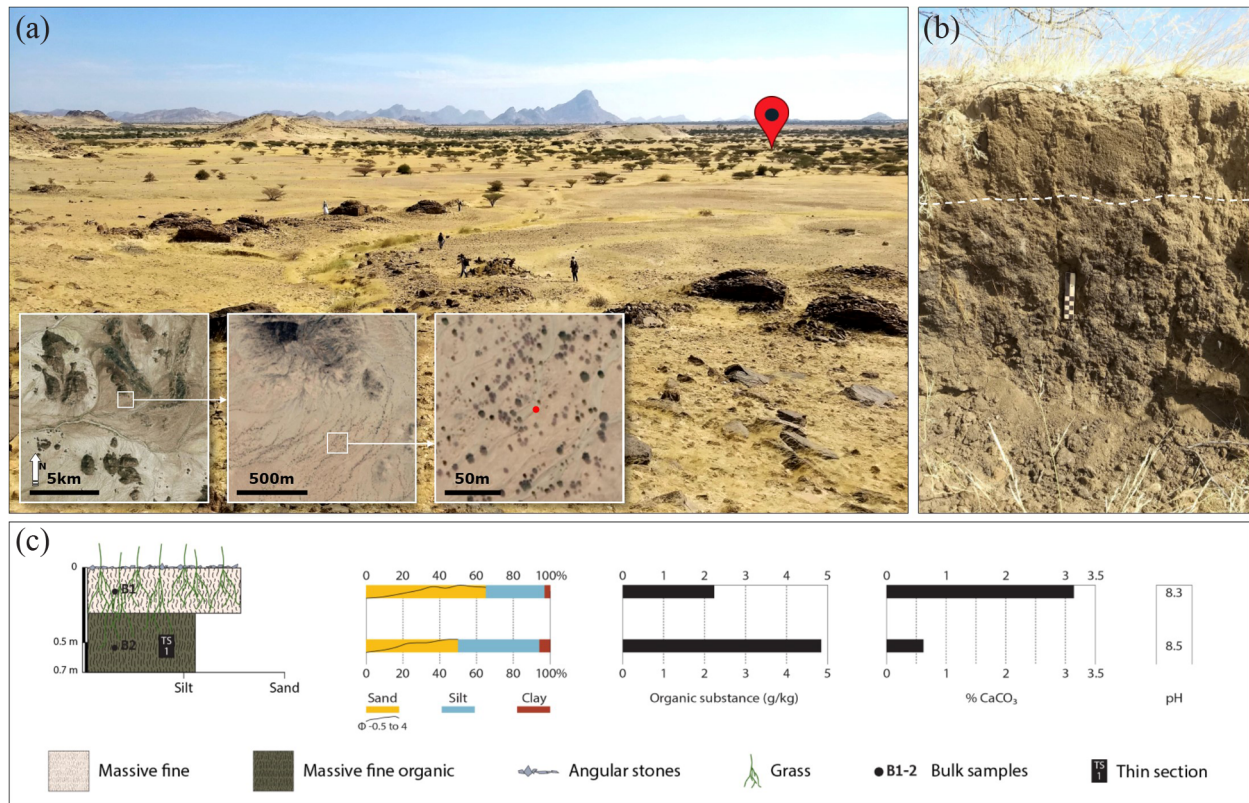 (a)
(b)
N
5km
500m
50m
(c)
0
B1
0.5 m
B2
TS
1
0.7 m
Silt
Sand
0 20 40 60 80 100%
0 20 40 60 80 100%
Sand Silt Clay
Φ -0.5 to 4
0 1 2 3 4 5
0 1 2 3 4 5
Organic substance (g/kg)
0 1 2 3 3.5
0 1 2 3 3.5
% CaCO₃
8.3
8.5
pH
Massive fine
Massive fine organic
Angular stones
Grass
B1-2 Bulk samples
TS
1
Thin section